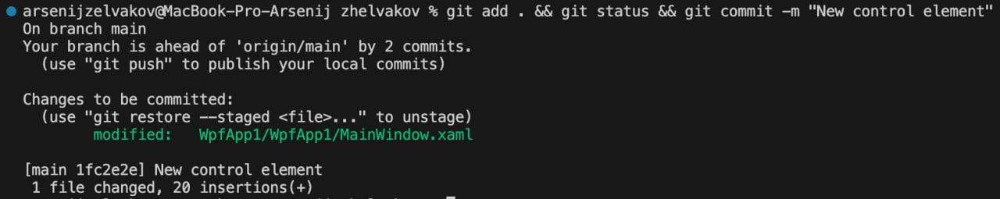 arsenijzelvakov@MacBook-Pro-Arsenij zhelvakov % git add . && git status && git commit -m "New control element"
On branch main
Your branch is ahead of 'origin/main' by 2 commits.
  (use "git push" to publish your local commits)

Changes to be committed:
  (use "git restore --staged <file>..." to unstage)
        modified:   WpfApp1/WpfApp1/MainWindow.xaml

[main 1fc2e2e] New control element
 1 file changed, 20 insertions(+)